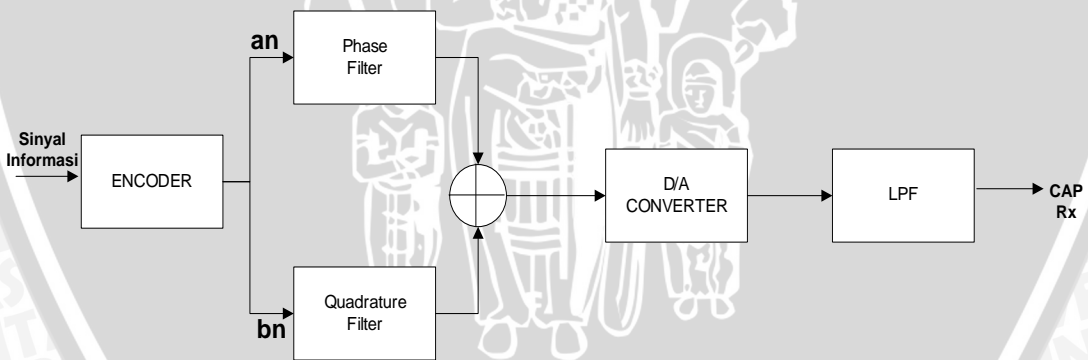 an
Phase
Filter
Sinyal
Informasi
ENCODER
D/A
CONVERTER
LPF
CAP
Rx
bn
Quadrature
Filter